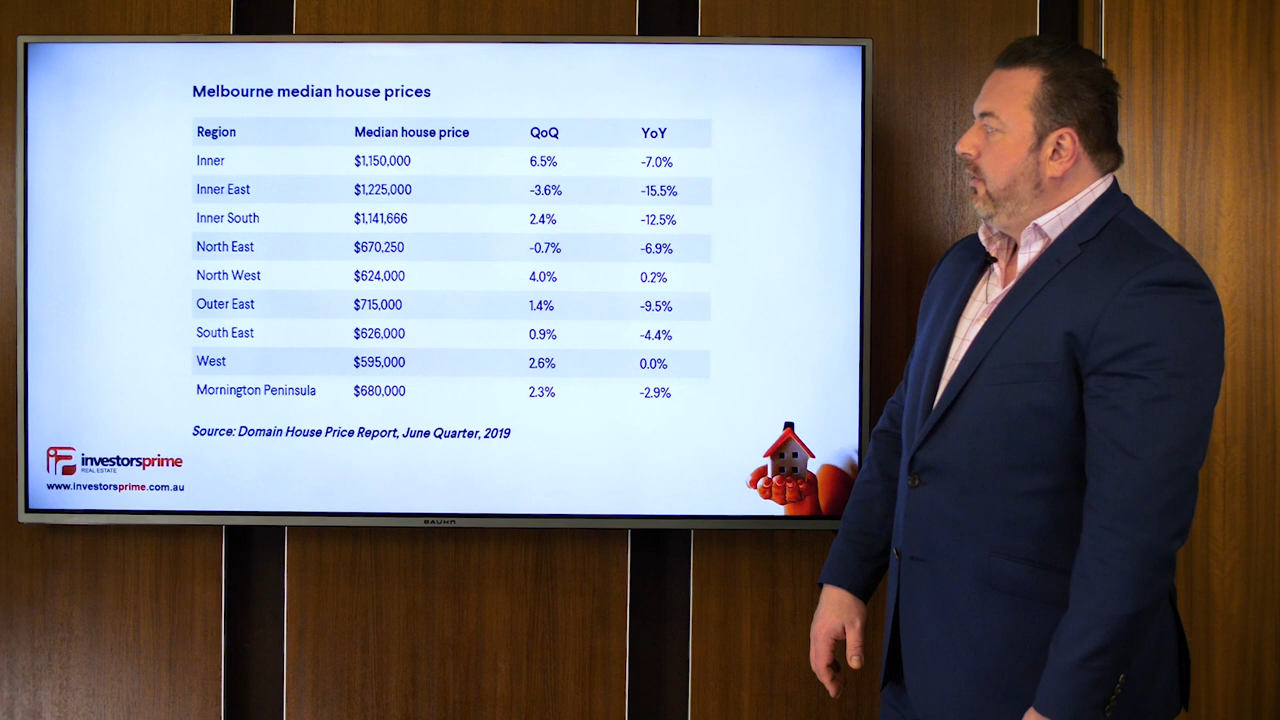 Melbourne median house prices
Region Median house price QoQ YoY
Inner $1,150,000 6.5% -7.0%
Inner East $1,225,000 -3.6% -15.5%
Inner South $1,141,666 2.4% -12.5%
North East $670,250 -0.7% -6.9%
North West $624,000 4.0% 0.2%
Outer East $715,000 1.4% -9.5%
South East $626,000 0.9% -4.4%
West $595,000 2.6% 0.0%
Mornington Peninsula $680,000 2.3% -2.9%
Source: Domain House Price Report, June Quarter, 2019
investorsprime
REAL ESTATE
www.investorsprime.com.au
BAUHN